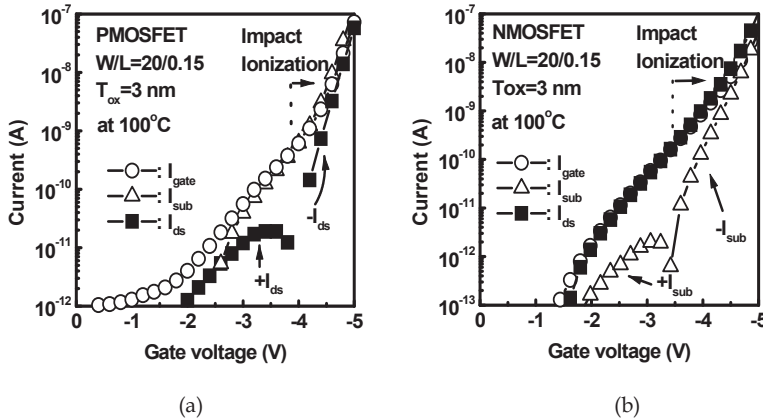 PMOSFET
W/L=20/0.15
Tox=3 nm
at 100°C
Impact
Ionization
: Igate
: Isub
: Ids
-Ids
+Ids
Current (A)
10^-7
10^-8
10^-9
10^-10
10^-11
10^-12
0 -1 -2 -3 -4 -5
Gate voltage (V)
(a)
NMOSFET
W/L=20/0.15
Tox=3 nm
at 100°C
Impact
Ionization
: Igate
: Isub
: Ids
-Isub
+Isub
Current (A)
10^-7
10^-8
10^-9
10^-10
10^-11
10^-12
10^-13
0 -1 -2 -3 -4 -5
Gate voltage (V)
(b)